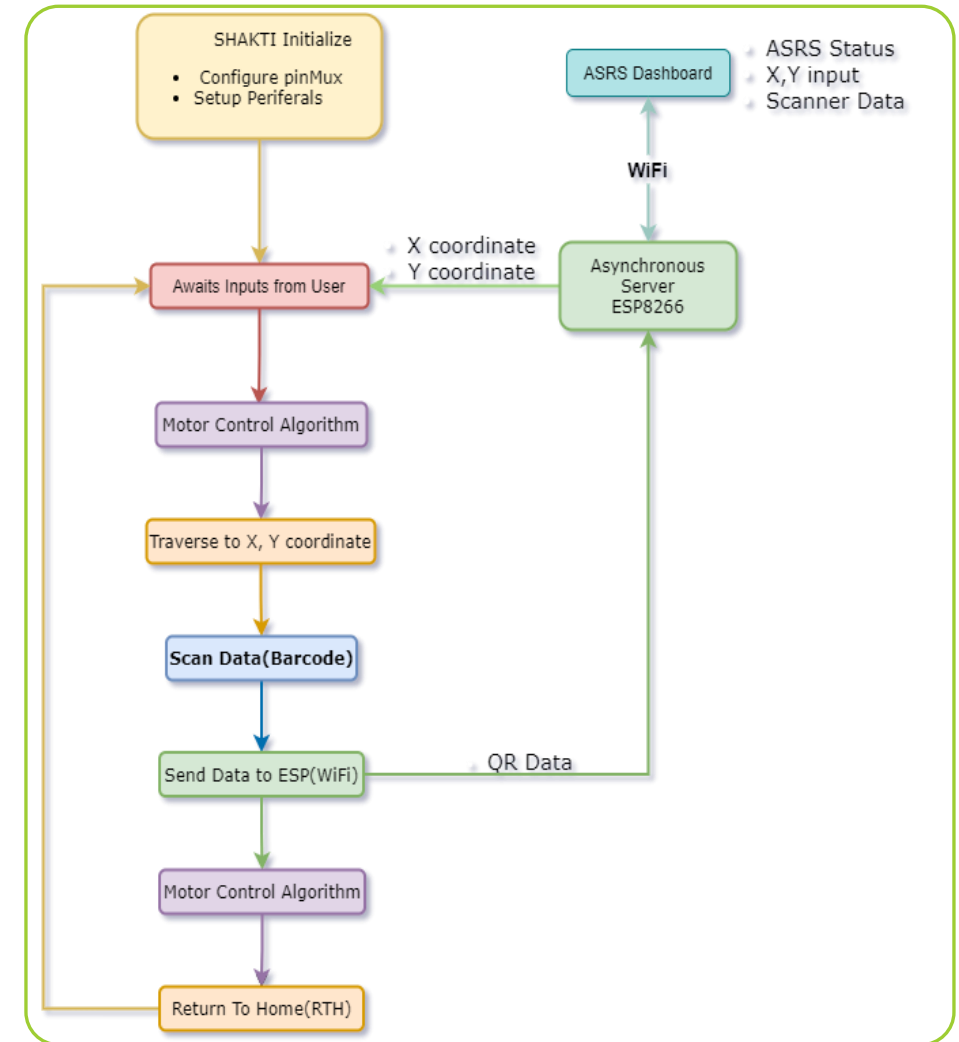 SHAKTI Initialize
• Configure pinMux
• Setup Periferals
ASRS Dashboard
ASRS Status
X,Y input
Scanner Data
WiFi
X coordinate
Y coordinate
Asynchronous
Server
ESP8266
Awaits Inputs from User
Motor Control Algorithm
Traverse to X, Y coordinate
Scan Data(Barcode)
Send Data to ESP(WiFi)
QR Data
Motor Control Algorithm
Return To Home(RTH)